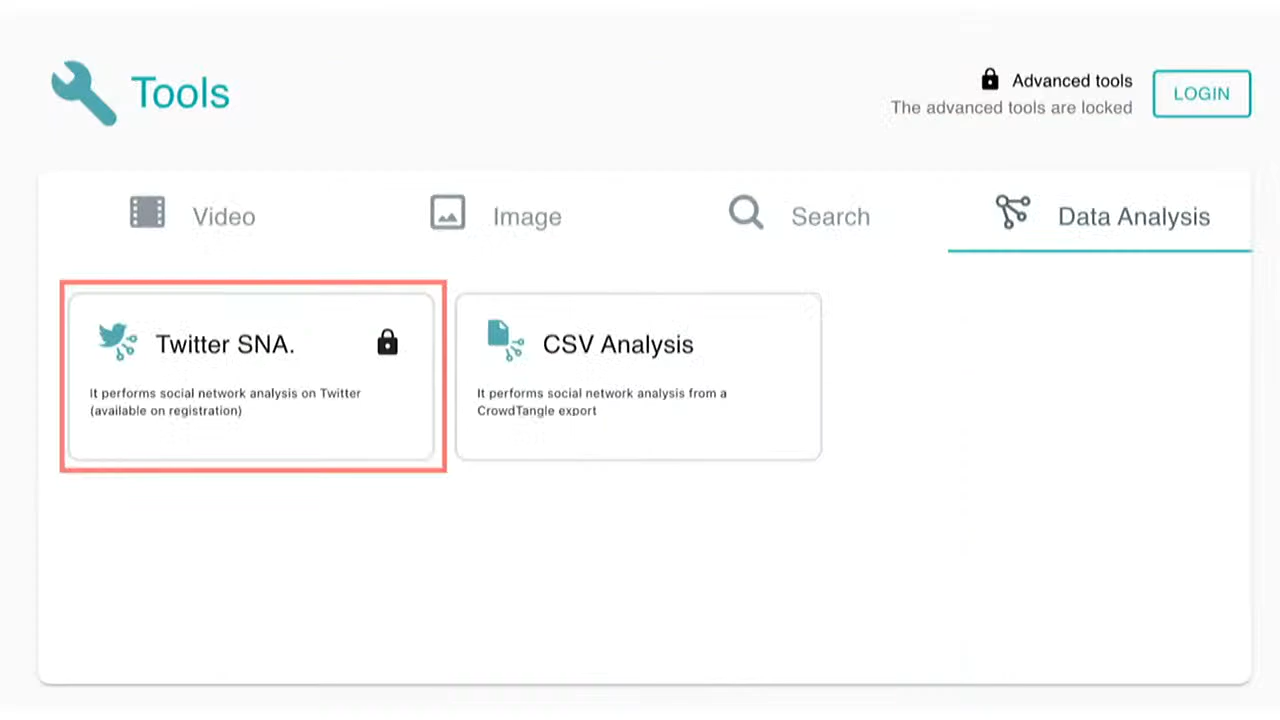 Tools
Advanced tools
The advanced tools are locked
LOGIN
Video
Image
Search
Data Analysis
Twitter SNA.
It performs social network analysis on Twitter
(available on registration)
CSV Analysis
It performs social network analysis from a
CrowdTangle export